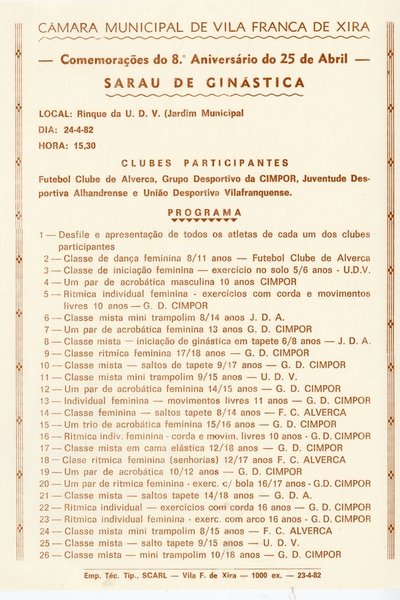 CÂMARA MUNICIPAL DE VILA FRANCA DE XIRA
— Comemorações do 8.º Aniversário do 25 de Abril —
SARAU DE GINÁSTICA
LOCAL: Rinque da U. D. V. (Jardim Municipal
DIA: 24-4-82
HORA: 15,30
CLUBES PARTICIPANTES
Futebol Clube de Alverca, Grupo Desportivo da CIMPOR, Juventude Des-
portiva Alhandrense e União Desportiva Vilafranquense.
PROGRAMA
1 — Desfile e apresentação de todos os atletas de cada um dos clubes
participantes
2 — Classe de dança feminina 8/11 anos — Futebol Clube de Alverca
3 — Classe de iniciação feminina — exercício no solo 5/6 anos - U.D.V.
4 — Um par de acrobática masculina 10 anos CIMPOR
5 — Ritmica individual feminina - exercícios com corda e movimentos
livres 10 anos — G. D. CIMPOR
6 — Classe mista mini trampolim 8/14 anos J. D. A.
7 — Um par de acrobática feminina 13 anos G. D. CIMPOR
8 — Classe mista — iniciação de ginástica em tapete 6/8 anos — J. D. A.
9 — Classe ritmíca feminina 17/18 anos — G. D. CIMPOR
10 — Classe mista — saltos de tapete 9/17 anos — G. D. CIMPOR
11 — Classe mista mini trampolim 9/15 anos — U. D. V.
12 — Um par de acrobática feminina 14/15 anos — G. D. CIMPOR
13 — Individual feminina — movimentos livres 11 anos — G. D. CIMPOR
14 — Classe feminina — saltos tapete 8/14 anos — F. C. ALVERCA
15 — Um trio de acrobática feminina 15/16 anos — G. D. CIMPOR
16 — Ritmica indiv. feminina - corda e movim. livres 10 anos - G. D. CIMPOR
17 — Classe mista em cama elástica 12/18 anos — G. D. CIMPOR
18 — Clase ritmica feminina (senhorias) 12/17 anos F. C. ALVERCA
19 — Um par de acrobática 10/12 anos — G. D. CIMPOR
20 — Um par de ritmica feminina - exerc. c/ bola 16/17 anos - G.D. CIMPOR
21 — Classe mista — saltos tapete 14/18 anos — G. D. A.
22 — Ritmica individual — exercícios com corda 16 anos — G. D. CIMPOR
23 — Ritmica individual feminina - exerc. com arco 16 anos - G. D. CIMPOR
24 — Classe mista mini trampolim 8/15 anos — F. C. ALVERCA
25 — Classe mista — saltos em mesa alemã 12/18 anos — U. D. V.
26 — Classe mista — mini trampolim 10/18 anos — G. D. CIMPOR
Emp. Téc. Tip., SCARL — Vila F. de Xira — 1000 ex. — 23-4-82